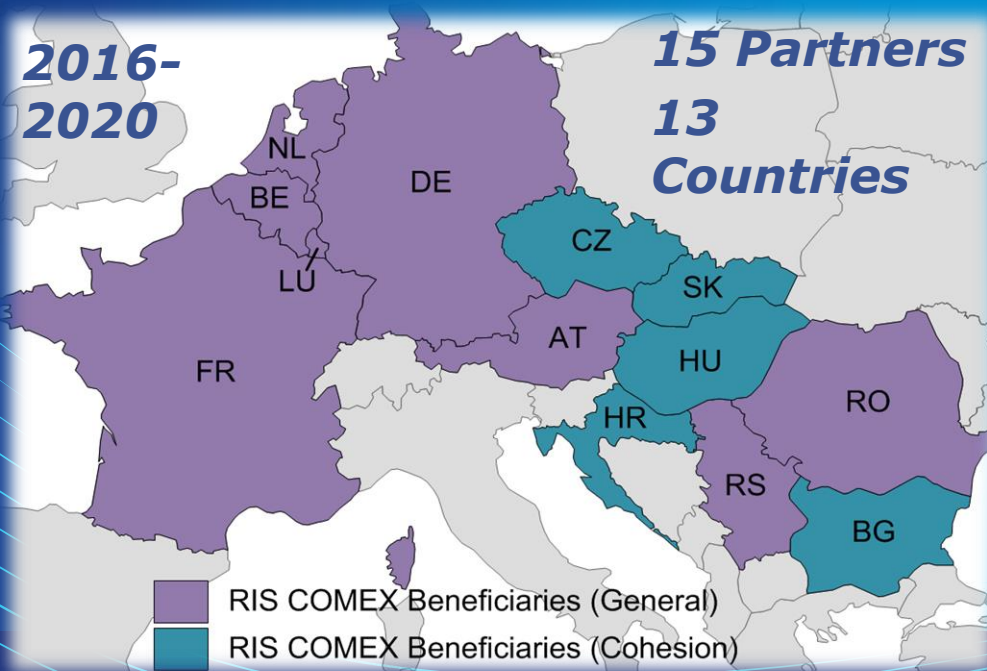 2016-
2020
15 Partners
13
Countries
NL
DE
BE
LU
CZ
SK
AT
HU
FR
RO
HR
RS
BG
RIS COMEX Beneficiaries (General)
RIS COMEX Beneficiaries (Cohesion)